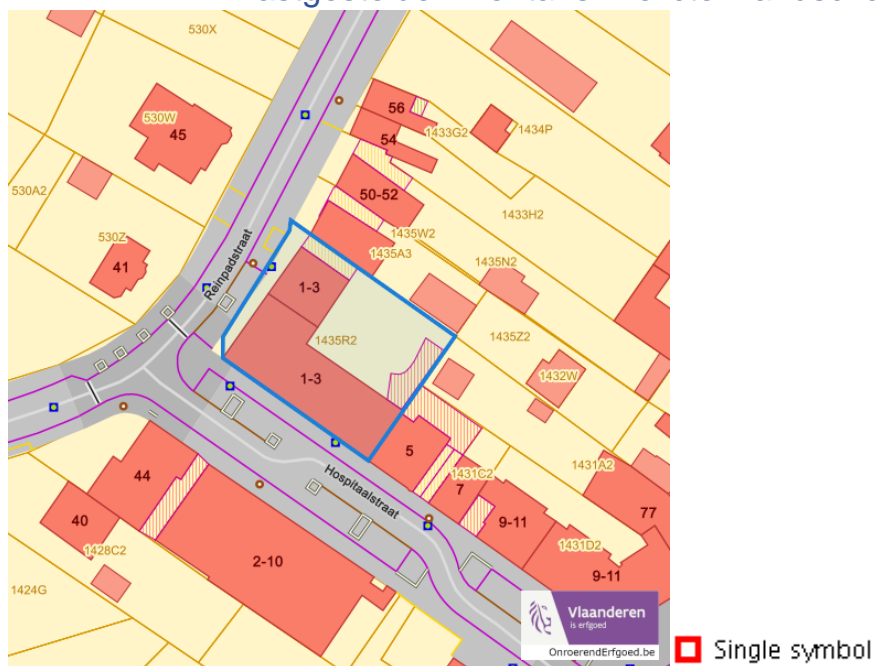 530X
530W
45
56
54
1433G2
1434P
530A2
50-52
1433H2
530Z
41
Reinpadstraat
1435W2
1435A3
1435N2
1-3
1435R2
1435Z2
1-3
1432W
5
1431A2
Hospitaalstraat
1431C2
7
9-11
77
44
40
1428C2
2-10
1431D2
9-11
1424G
Vlaanderen
is erfgoed
OnroerendErfgoed.be
Single symbol